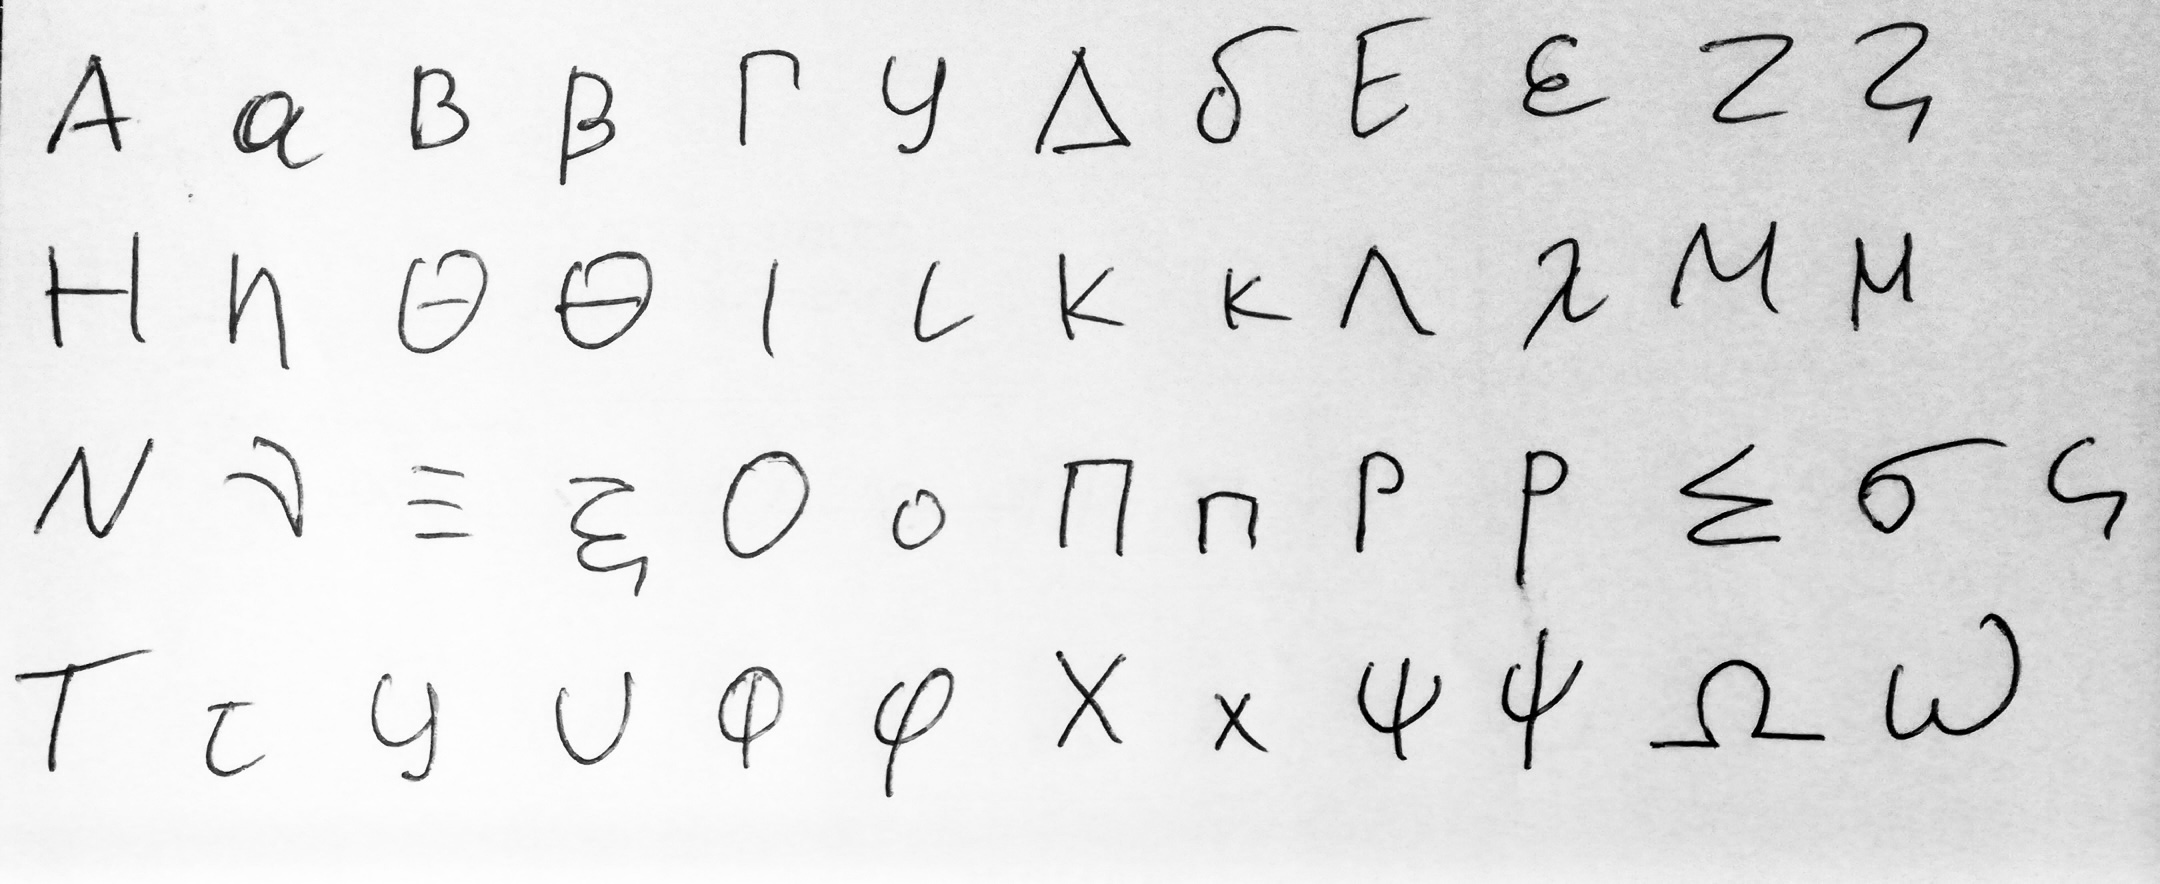 Α α Β β Γ γ Δ δ Ε ε Ζ ζ
Η η Θ θ Ι ι Κ κ Λ λ Μ μ
Ν ν Ξ ξ Ο ο Π π Ρ ρ Σ σ ς
Τ τ Υ υ Φ φ Χ χ Ψ ψ Ω ω